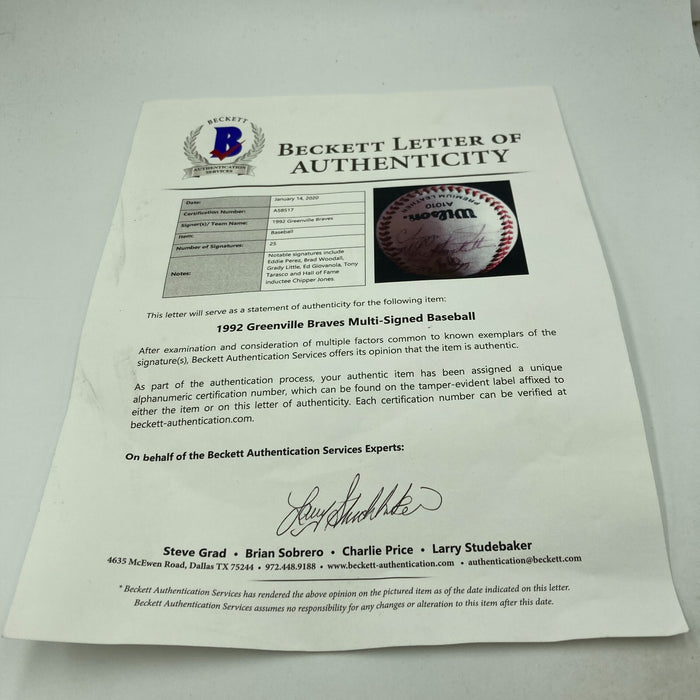 BECKETT
B
AUTHENTICATION
SERVICES
BECKETT LETTER OF
AUTHENTICITY
Date: January 14, 2020
Certification Number: A58517
Signer(s)/ Team Name: 1992 Greenville Braves
Item: Baseball
Number of Signatures: 25
Notes: Notable signatures include
Eddie Perez, Brad Woodall,
Grady Little, Ed Giovanola, Tony
Tarasco and Hall of Fame
inductee Chipper Jones.
PREMIUM LEATHER
A1010
Wilson
This letter will serve as a statement of authenticity for the following item:
1992 Greenville Braves Multi-Signed Baseball
After examination and consideration of multiple factors common to known exemplars of the
signature(s), Beckett Authentication Services offers its opinion that the item is authentic.
As part of the authentication process, your authentic item has been assigned a unique
alphanumeric certification number, which can be found on the tamper-evident label affixed to
either the item or on this letter of authenticity. Each certification number can be verified at
beckett-authentication.com.
On behalf of the Beckett Authentication Services Experts:
Larry Studebaker
Steve Grad • Brian Sobrero • Charlie Price • Larry Studebaker
4635 McEwen Road, Dallas TX 75244 • 972.448.9188 • www.beckett-authentication.com • authentication@beckett.com
* Beckett Authentication Services has rendered the above opinion on the pictured item as of the date indicated on this letter.
Beckett Authentication Services assumes no responsibility for any changes or alteration to this item after this date.